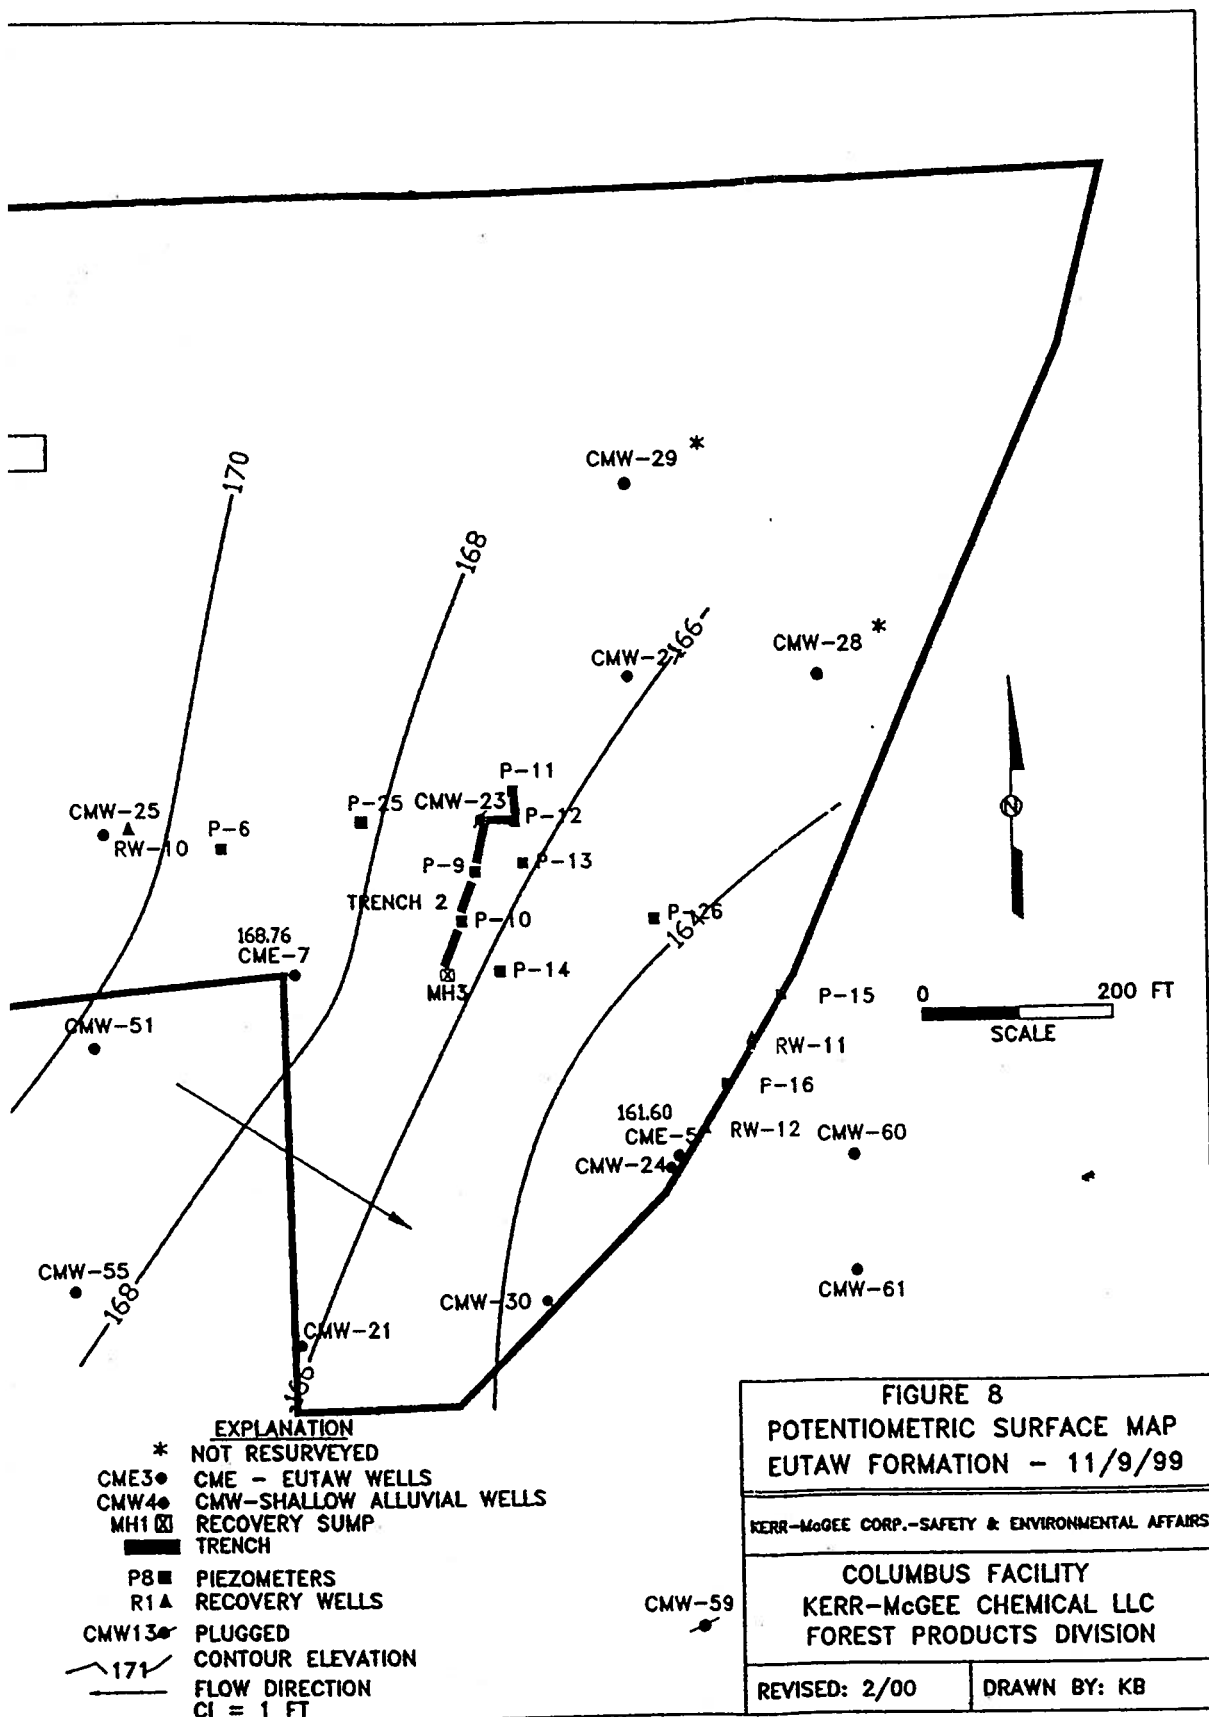 170
CMW-29 *
168
166
CMW-2
CMW-28 *
P-11
P-25
CMW-23
P-12
CMW-25
RW-10
P-6
P-9
P-13
TRENCH 2
P-10
P-26
164
168.76
CME-7
P-14
MH3
P-15
0 200 FT
SCALE
N
CMW-51
RW-11
P-16
161.60
CME-5
RW-12
CMW-60
CMW-24
CMW-55
168
CMW-30
CMW-61
CMW-21
166
EXPLANATION
* NOT RESURVEYED
CME3 CME - EUTAW WELLS
CMW4 CMW-SHALLOW ALLUVIAL WELLS
MH1 RECOVERY SUMP
TRENCH
P8 PIEZOMETERS
R1 RECOVERY WELLS
CMW13 PLUGGED
171 CONTOUR ELEVATION
FLOW DIRECTION
CI = 1 FT
CMW-59
FIGURE 8
POTENTIOMETRIC SURFACE MAP
EUTAW FORMATION - 11/9/99
KERR-McGEE CORP.-SAFETY & ENVIRONMENTAL AFFAIRS
COLUMBUS FACILITY
KERR-McGEE CHEMICAL LLC
FOREST PRODUCTS DIVISION
REVISED: 2/00
DRAWN BY: KB